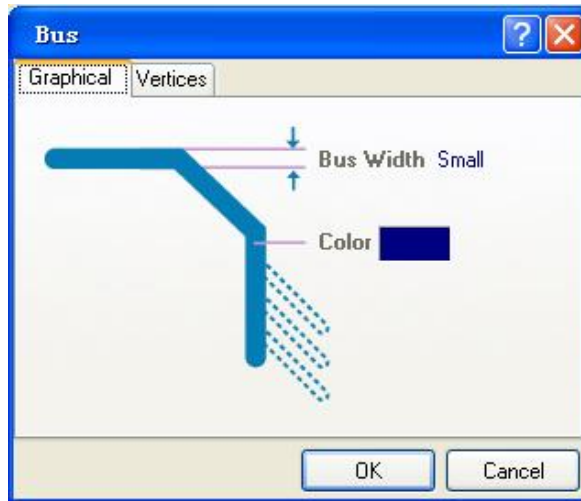 Bus
Graphical Vertices
Bus Width Small
Color
OK Cancel